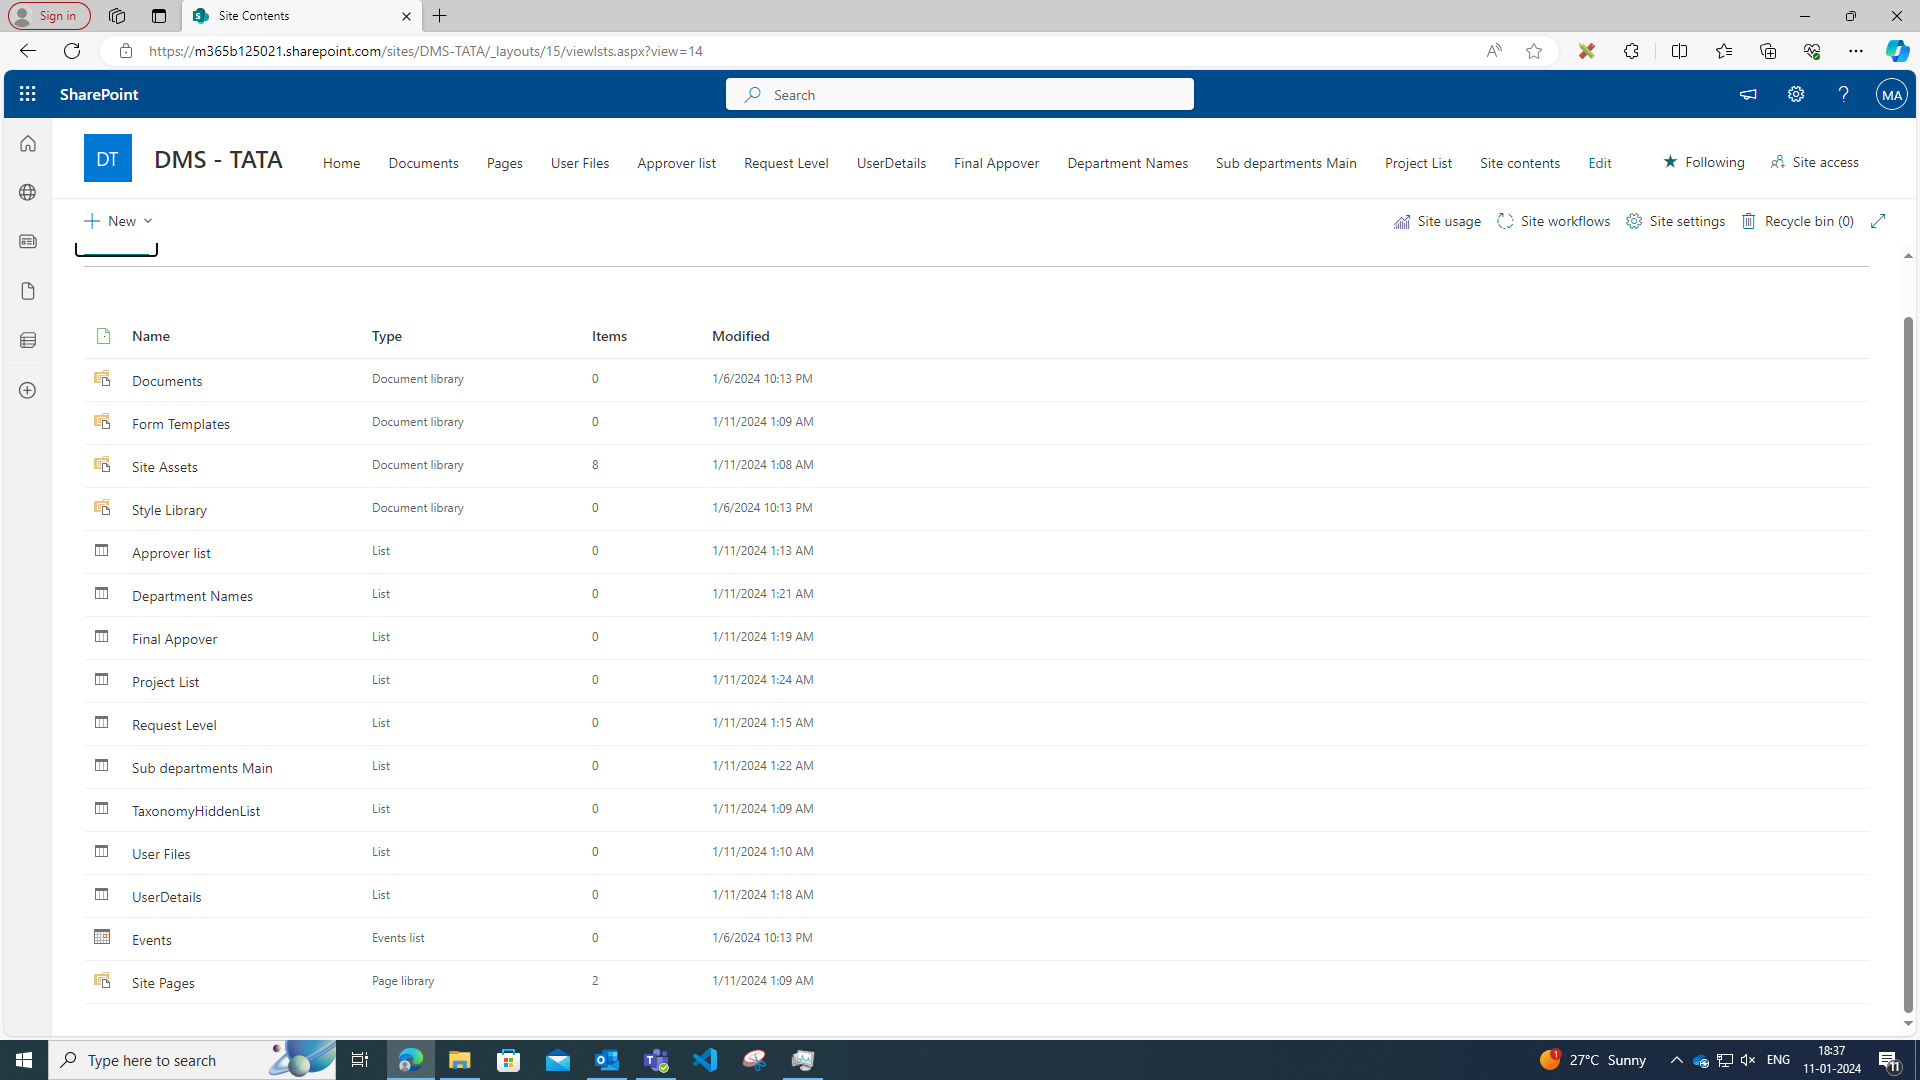 Sign in
Site Contents
https://m365b125021.sharepoint.com/sites/DMS-TATA/_layouts/15/viewlsts.aspx?view=14
SharePoint
Search
MA
DT
DMS - TATA
Home Documents Pages User Files Approver list Request Level UserDetails Final Appover Department Names Sub departments Main Project List Site contents Edit
Following
Site access
New
Site usage Site workflows Site settings Recycle bin (0)
Name Type Items Modified
Documents Document library 0 1/6/2024 10:13 PM
Form Templates Document library 0 1/11/2024 1:09 AM
Site Assets Document library 8 1/11/2024 1:08 AM
Style Library Document library 0 1/6/2024 10:13 PM
Approver list List 0 1/11/2024 1:13 AM
Department Names List 0 1/11/2024 1:21 AM
Final Appover List 0 1/11/2024 1:19 AM
Project List List 0 1/11/2024 1:24 AM
Request Level List 0 1/11/2024 1:15 AM
Sub departments Main List 0 1/11/2024 1:22 AM
TaxonomyHiddenList List 0 1/11/2024 1:09 AM
User Files List 0 1/11/2024 1:10 AM
UserDetails List 0 1/11/2024 1:18 AM
Events Events list 0 1/6/2024 10:13 PM
Site Pages Page library 2 1/11/2024 1:09 AM
Type here to search
1
27°C Sunny
ENG
18:37
11-01-2024
11